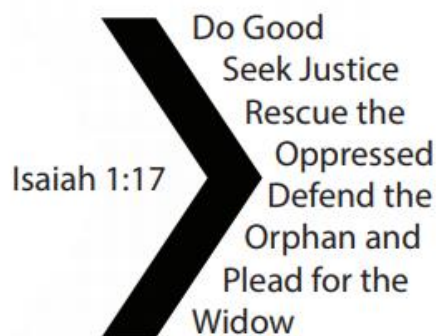 Isaiah 1:17
Do Good
Seek Justice
Rescue the
Oppressed
Defend the
Orphan and
Plead for the
Widow